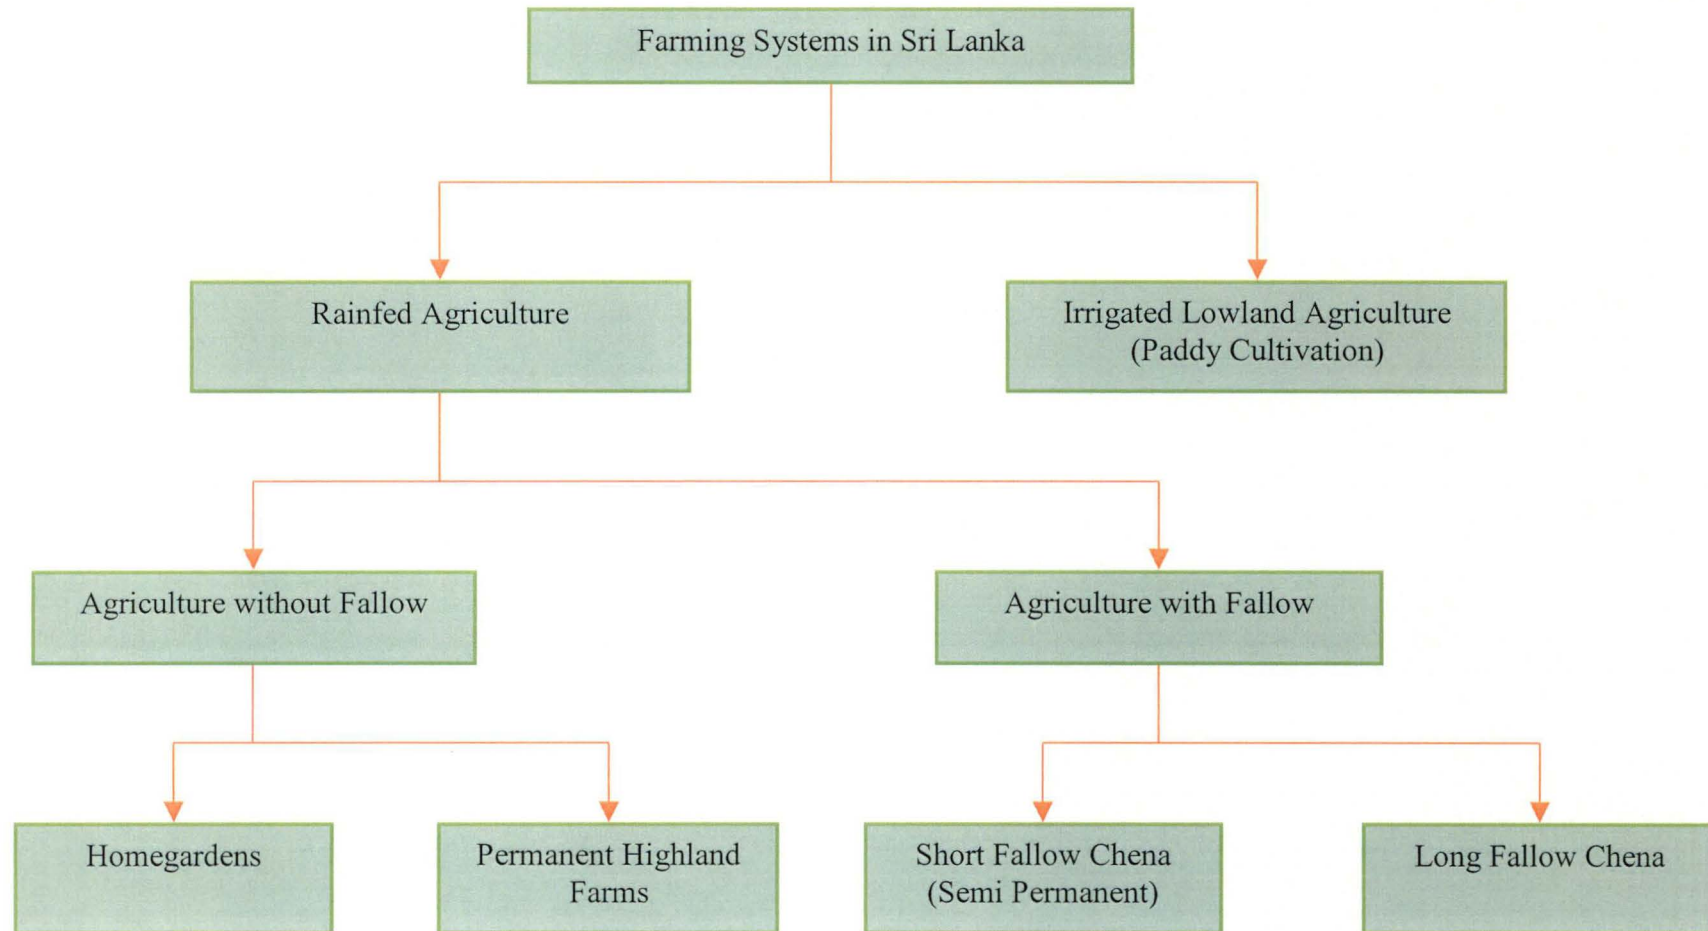 Farming Systems in Sri Lanka
Rainfed Agriculture
Irrigated Lowland Agriculture
(Paddy Cultivation)
Agriculture without Fallow
Agriculture with Fallow
Homegardens
Permanent Highland
Farms
Short Fallow Chena
(Semi Permanent)
Long Fallow Chena